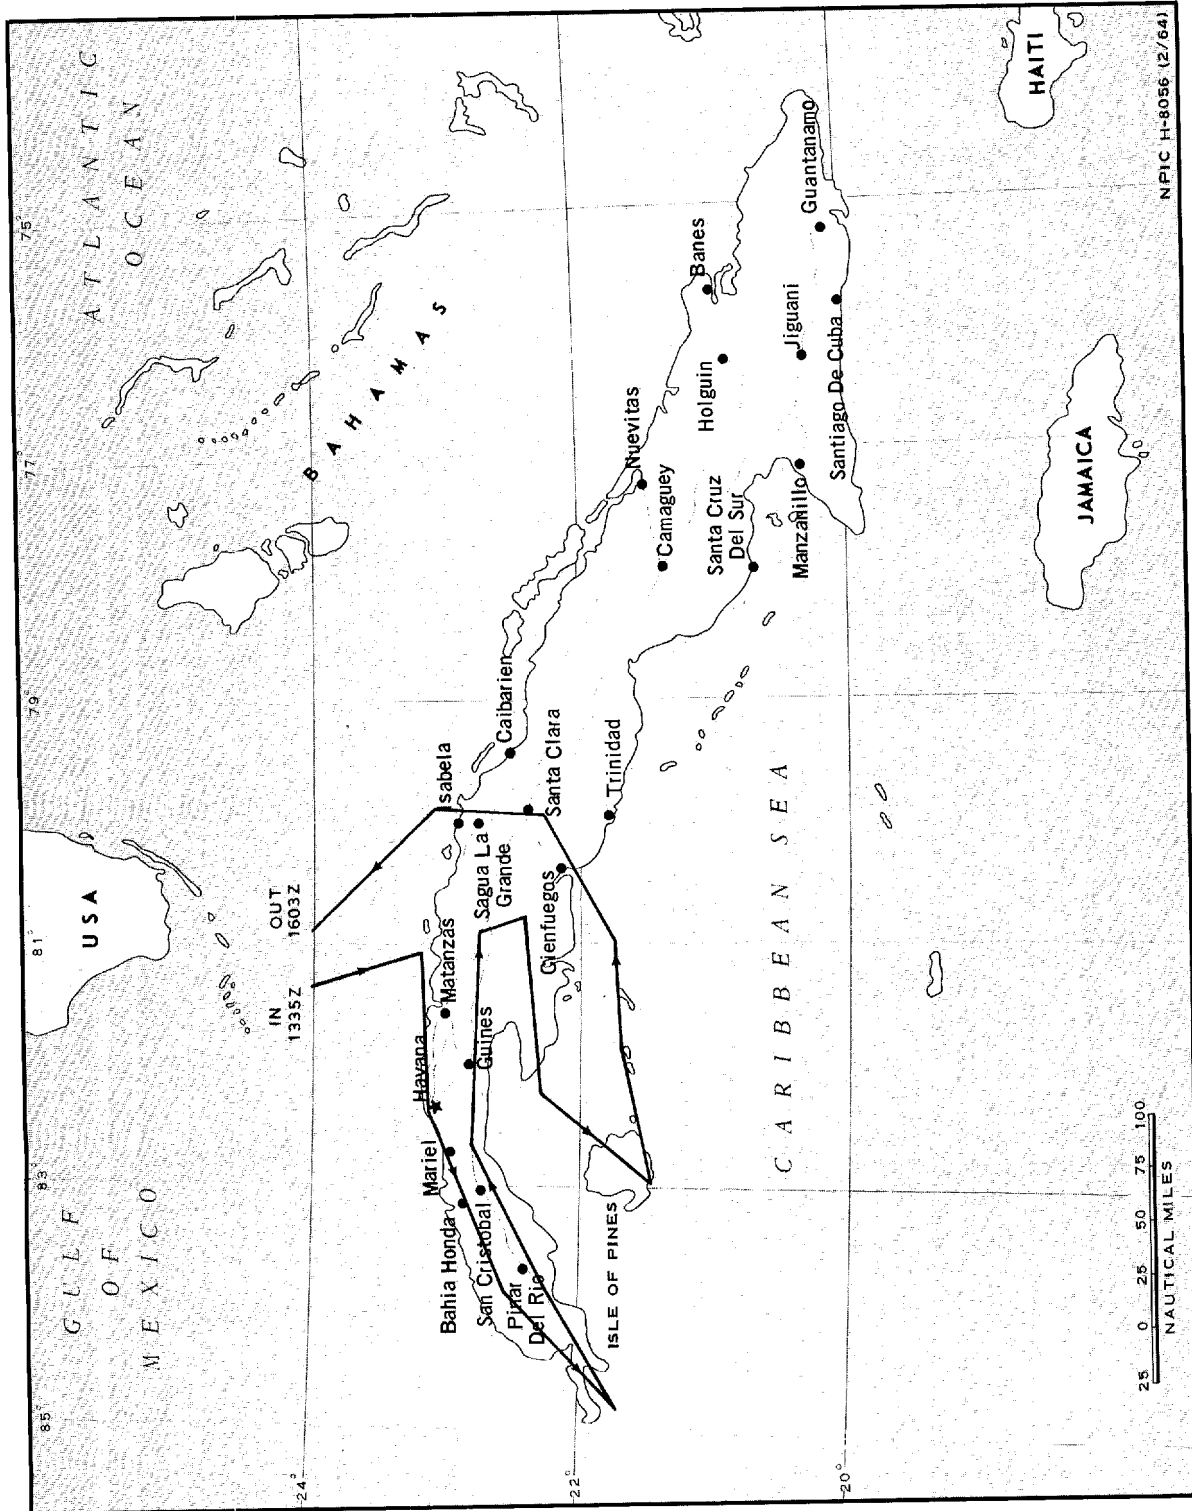 85°
83°
81°
79
77°
75°
GULF
OF
MEXICO
USA
ATLANTIC
OCEAN
BAHAMAS
IN
1335Z
OUT
1603Z
24°
22°
20°
Havana
Mariel
Bahia Honda
San Cristobal
Pinar
Del Rio
Matanzas
Guines
Isabela
Sagua La
Grande
Cienfuegos
Caibarien
Santa Clara
Trinidad
Nuevitas
Camaguey
Santa Cruz
Del Sur
Manzanillo
Holguin
Banes
Jiguani
Santiago De Cuba
Guantanamo
ISLE OF PINES
CARIBBEAN SEA
JAMAICA
HAITI
25 0 25 50 75 100
NAUTICAL MILES
NPIC H-8056 (2/64)